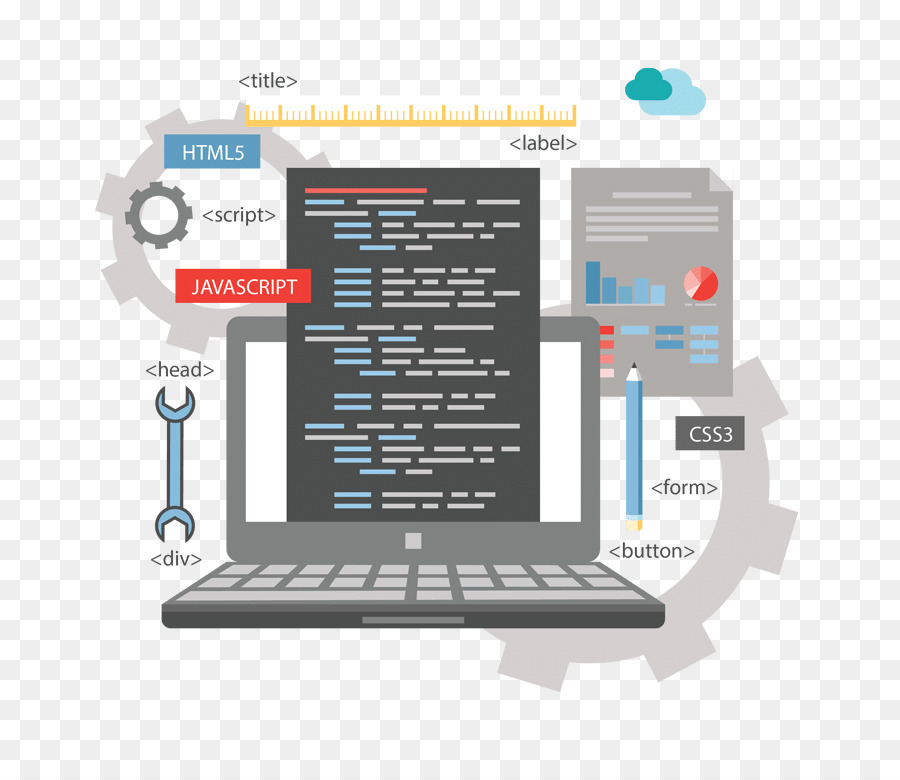 <title>
<label>
HTML5
<script>
JAVASCRIPT
<head>
CSS3
<form>
<button>
<div>